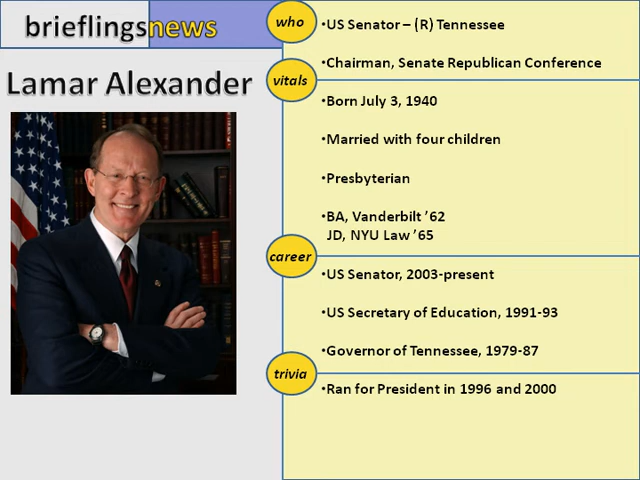 brieflingsnews
Lamar Alexander
who
•US Senator – (R) Tennessee
•Chairman, Senate Republican Conference
vitals
•Born July 3, 1940
•Married with four children
•Presbyterian
•BA, Vanderbilt ’62
JD, NYU Law ’65
career
•US Senator, 2003-present
•US Secretary of Education, 1991-93
•Governor of Tennessee, 1979-87
trivia
•Ran for President in 1996 and 2000